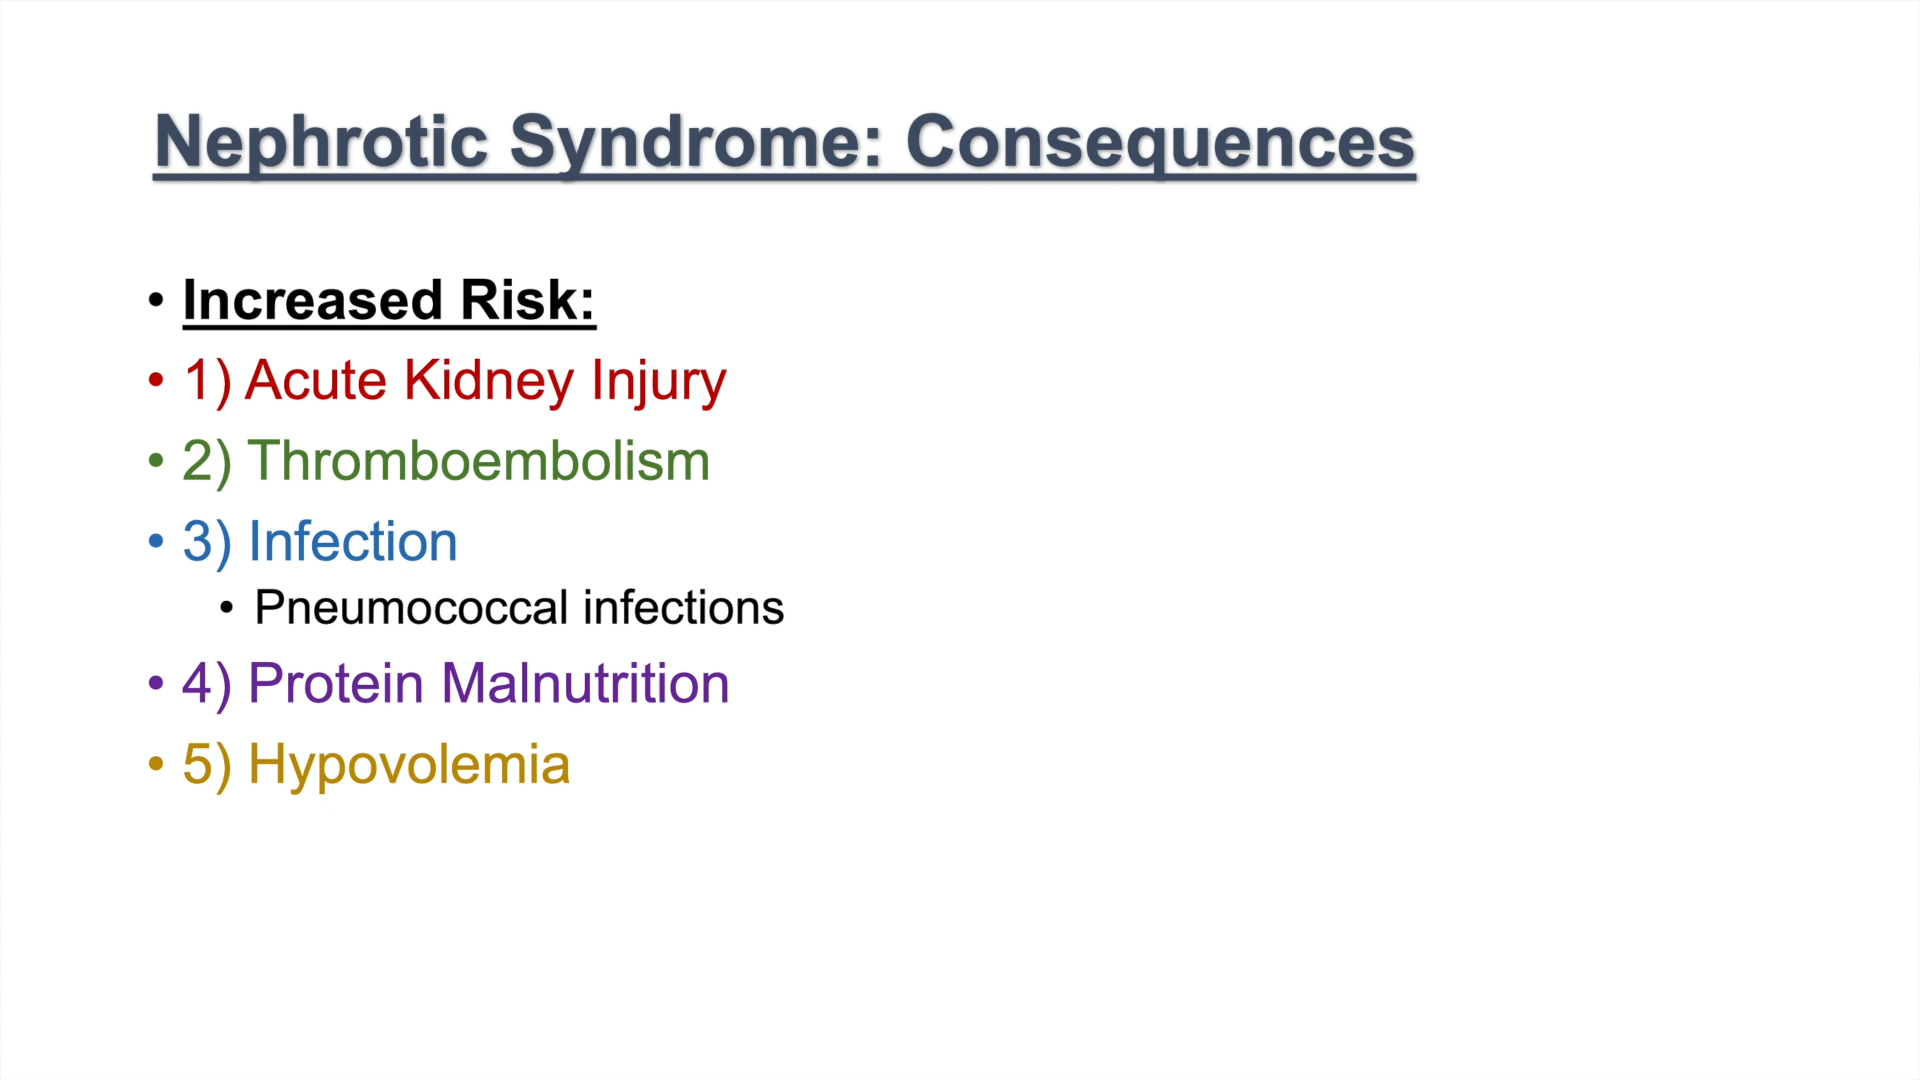 Nephrotic Syndrome: Consequences
• Increased Risk:
• 1) Acute Kidney Injury
• 2) Thromboembolism
• 3) Infection
• Pneumococcal infections
• 4) Protein Malnutrition
• 5) Hypovolemia